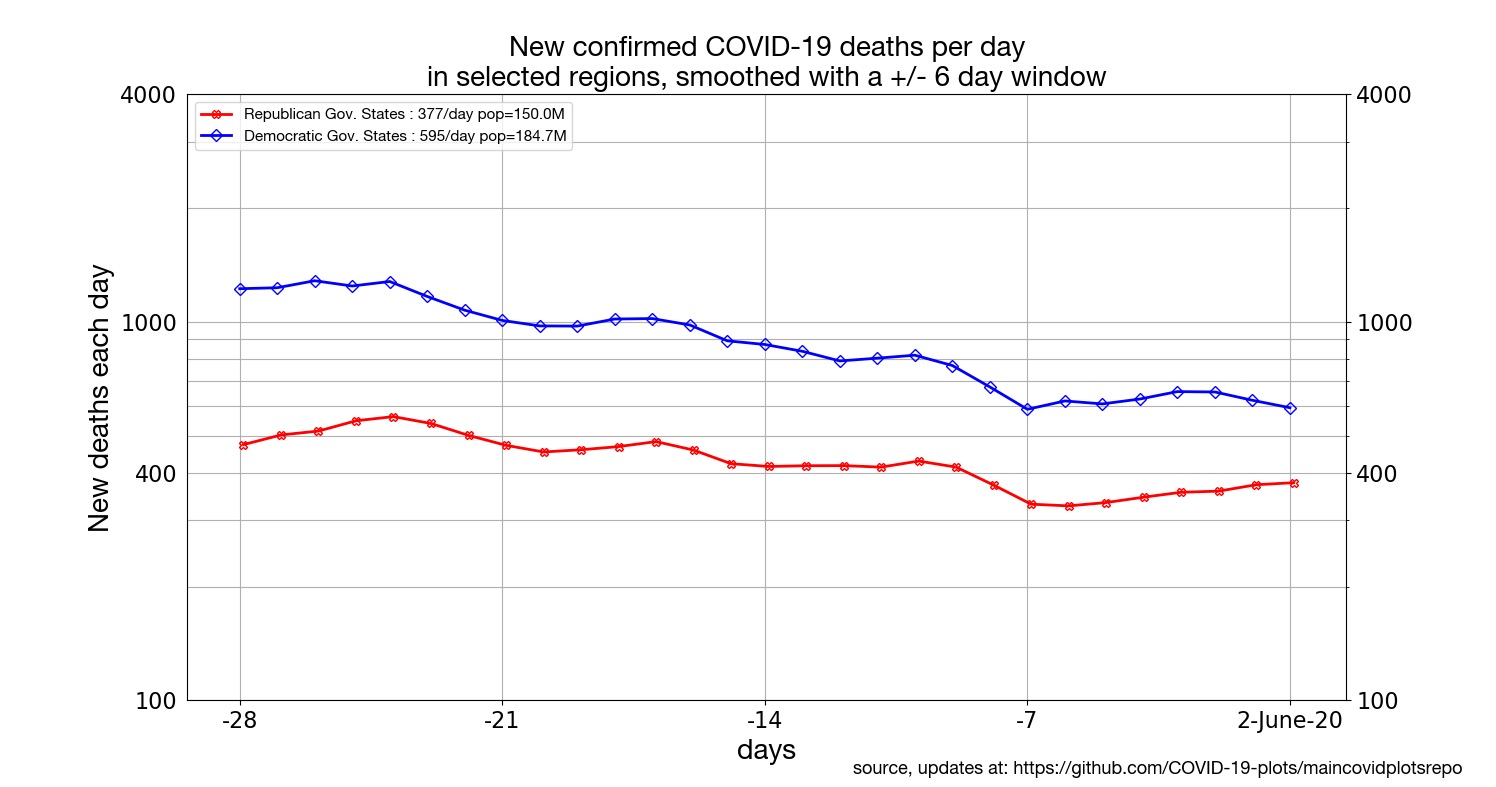 New confirmed COVID-19 deaths per day
in selected regions, smoothed with a +/- 6 day window
4000
4000
Republican Gov. States : 377/day pop=150.0M
Democratic Gov. States : 595/day pop=184.7M
New deaths each day
1000
1000
400
400
100
100
-28
-21
-14
-7
2-June-20
days
source, updates at: https://github.com/COVID-19-plots/maincovidplotsrepo